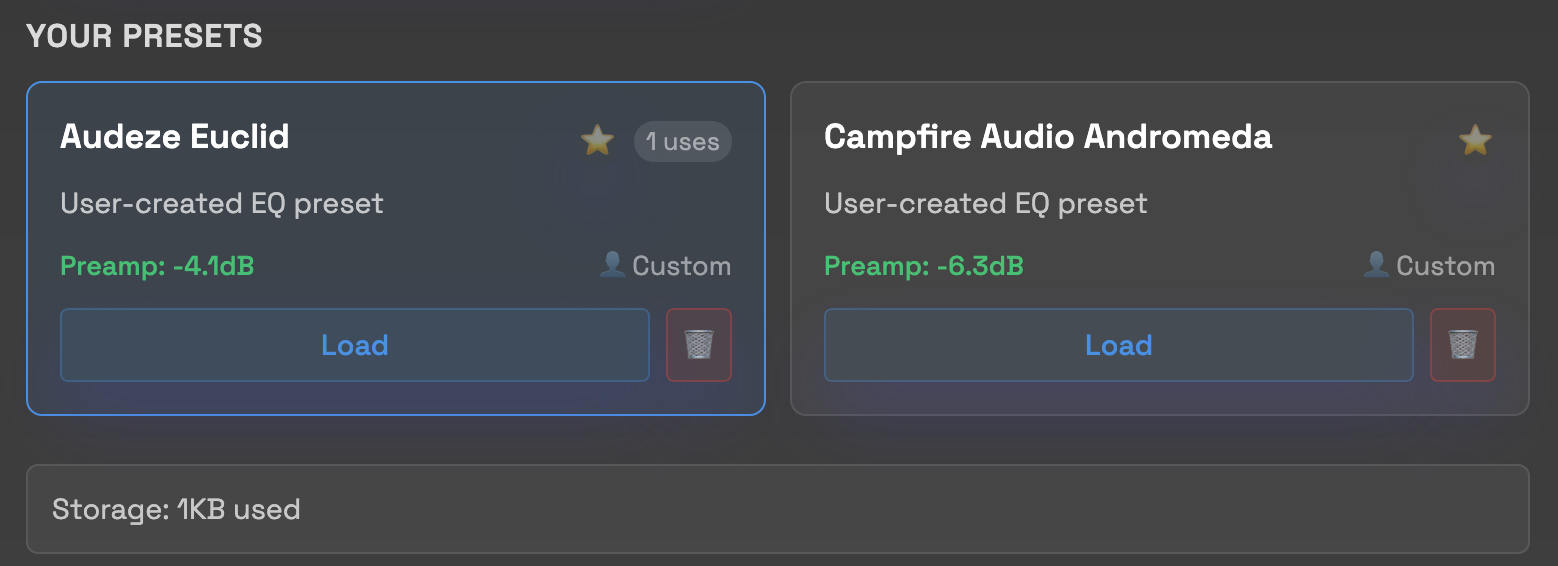 YOUR PRESETS
Audeze Euclid
1 uses
User-created EQ preset
Preamp: -4.1dB
Custom
Load
Campfire Audio Andromeda
User-created EQ preset
Preamp: -6.3dB
Custom
Load
Storage: 1KB used